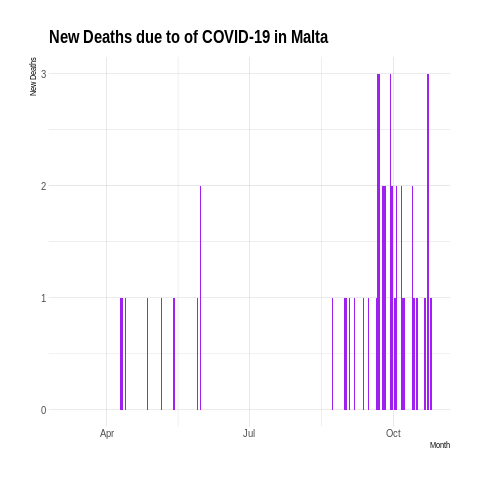 New Deaths due to of COVID-19 in Malta
New Deaths
3
2
1
0
Apr
Jul
Oct
Month